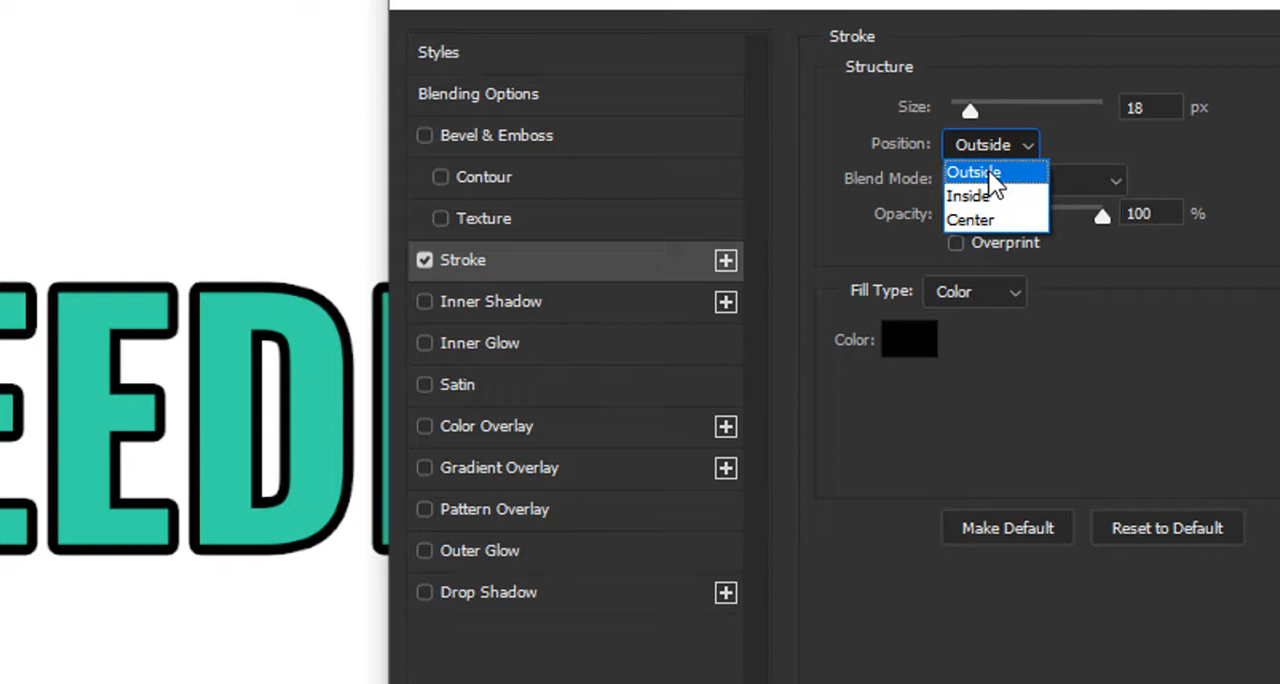 EED
Styles
Blending Options
Bevel & Emboss
Contour
Texture
Stroke
Inner Shadow
Inner Glow
Satin
Color Overlay
Gradient Overlay
Pattern Overlay
Outer Glow
Drop Shadow
Stroke
Structure
Size: 18 px
Position: Outside
Outside
Inside
Center
Blend Mode:
Opacity: 100 %
Overprint
Fill Type: Color
Color:
Make Default Reset to Default